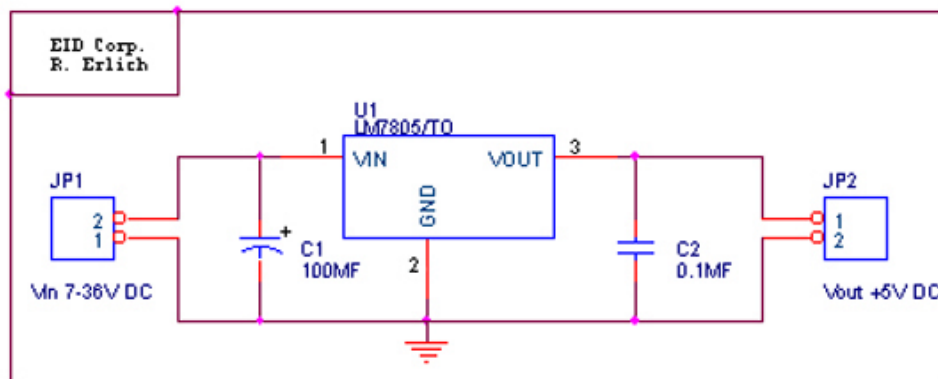 EID Corp.
R. Erlich
U1
LM7805/TO
1
VIN
VOUT
3
GND
2
JP1
2
1
Vin 7-36V DC
+
C1
100MF
C2
0.1MF
JP2
1
2
Vout +5V DC